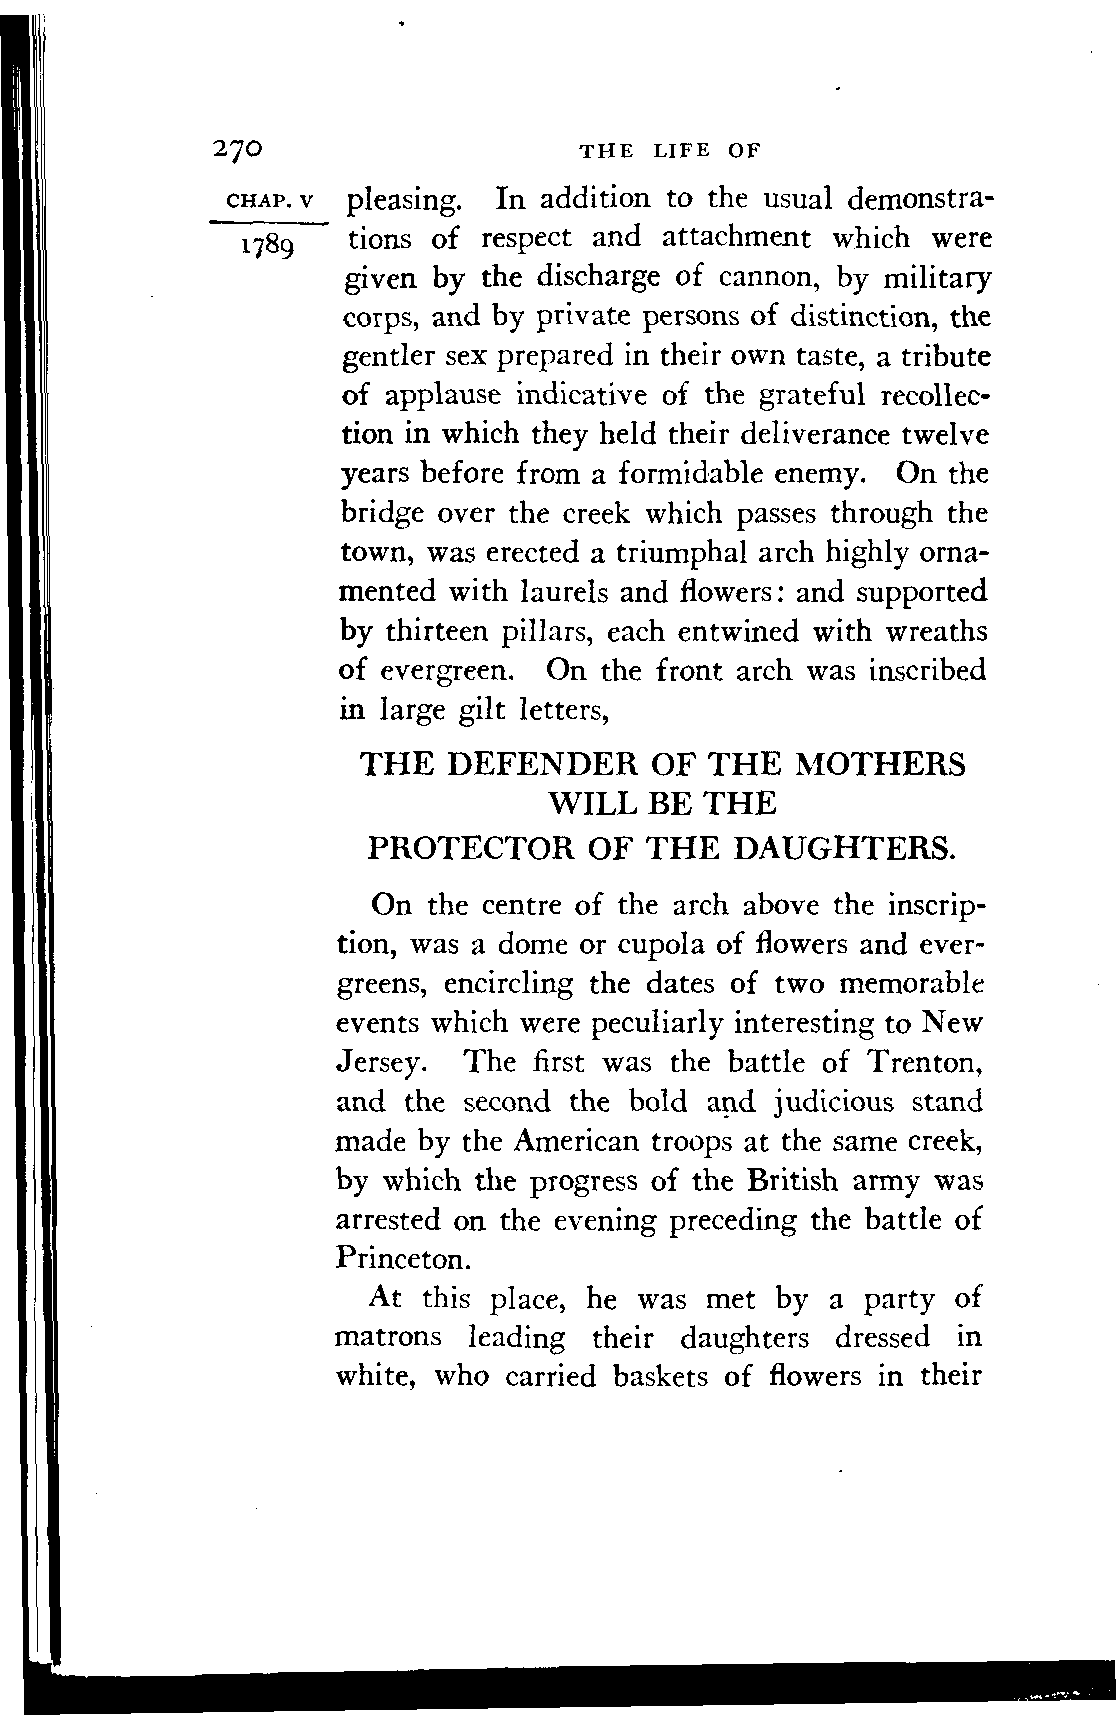 270 THE LIFE OF
CHAP. V pleasing. In addition to the usual demonstra-
1789 tions of respect and attachment which were
given by the discharge of cannon, by military
corps, and by private persons of distinction, the
gentler sex prepared in their own taste, a tribute
of applause indicative of the grateful recollec-
tion in which they held their deliverance twelve
years before from a formidable enemy. On the
bridge over the creek which passes through the
town, was erected a triumphal arch highly orna-
mented with laurels and flowers: and supported
by thirteen pillars, each entwined with wreaths
of evergreen. On the front arch was inscribed
in large gilt letters,
THE DEFENDER OF THE MOTHERS
WILL BE THE
PROTECTOR OF THE DAUGHTERS.
On the centre of the arch above the inscrip-
tion, was a dome or cupola of flowers and ever-
greens, encircling the dates of two memorable
events which were peculiarly interesting to New
Jersey. The first was the battle of Trenton,
and the second the bold and judicious stand
made by the American troops at the same creek,
by which the progress of the British army was
arrested on the evening preceding the battle of
Princeton.
At this place, he was met by a party of
matrons leading their daughters dressed in
white, who carried baskets of flowers in their